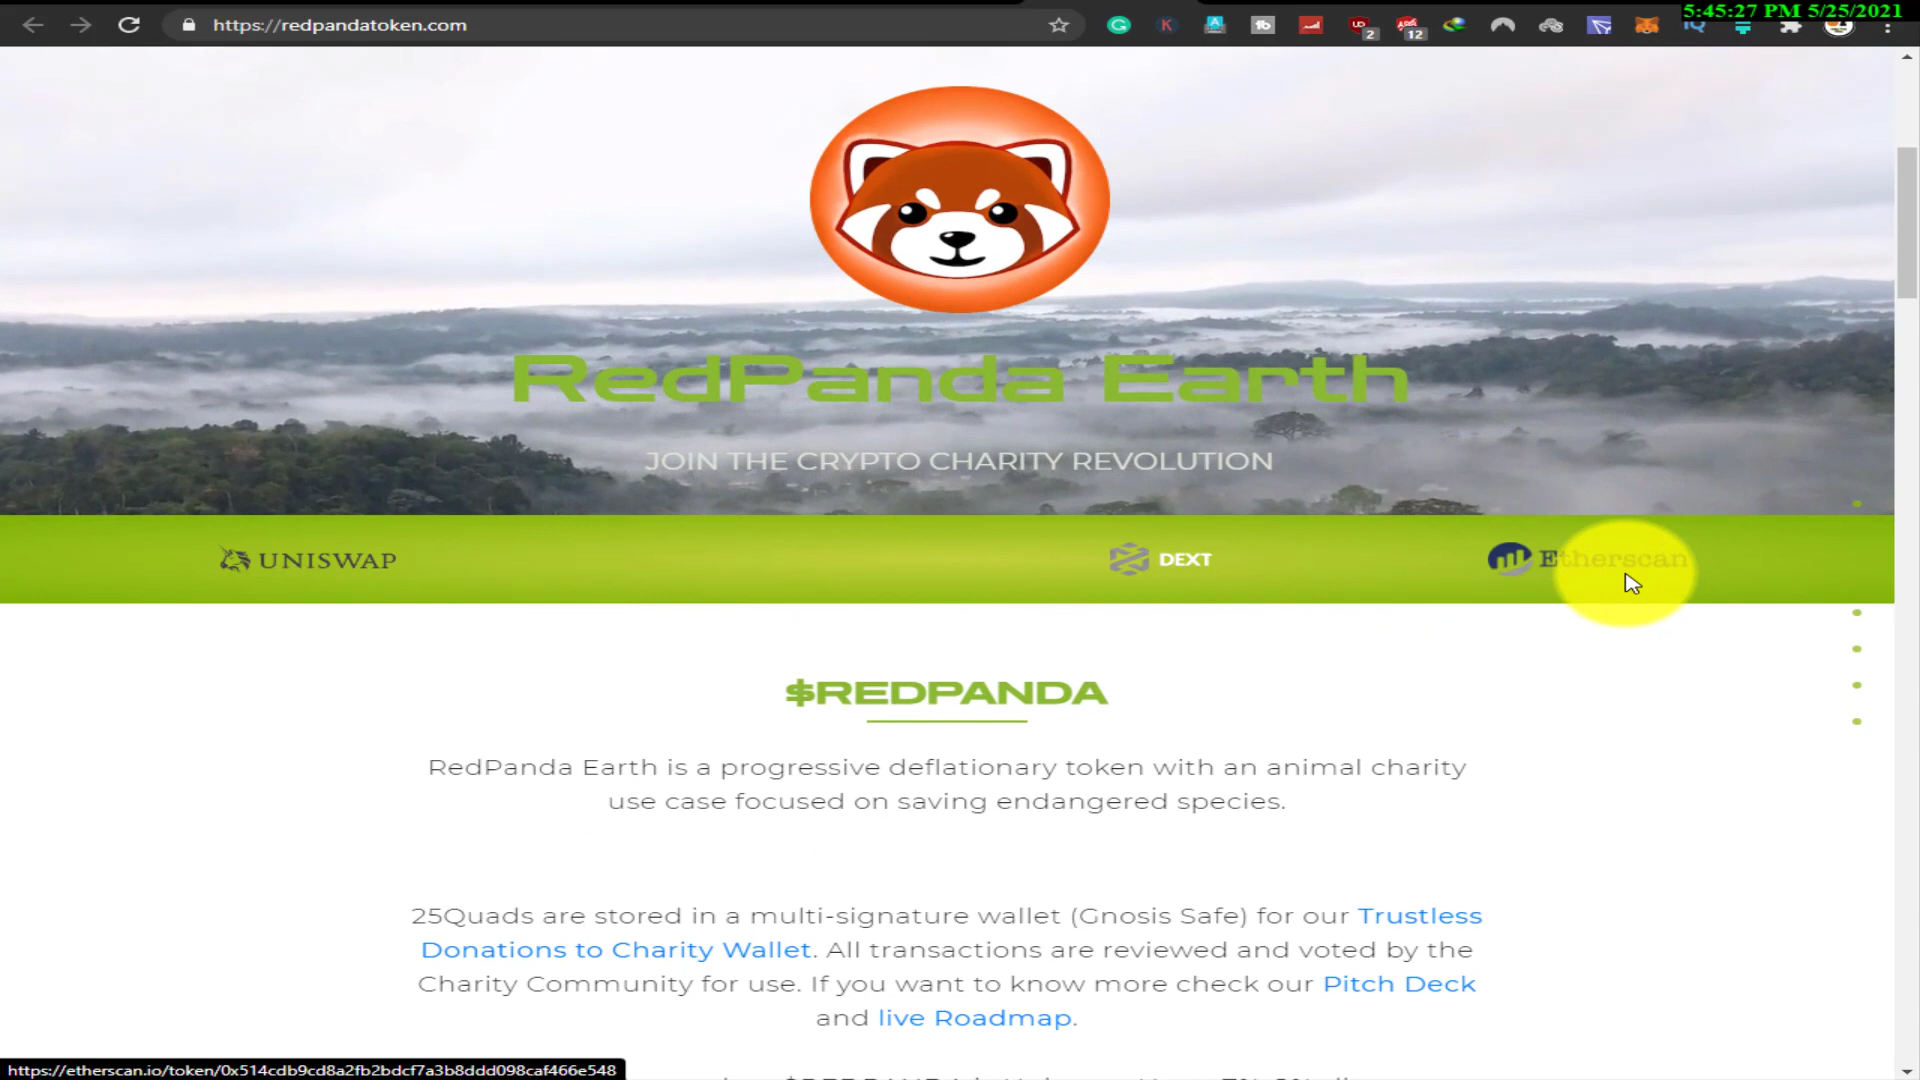 5:45:27 PM 5/25/2021
https://redpandatoken.com
2
12
RedPanda Earth
JOIN THE CRYPTO CHARITY REVOLUTION
UNISWAP
DEXT
Etherscan
$REDPANDA
RedPanda Earth is a progressive deflationary token with an animal charity
use case focused on saving endangered species.
25Quads are stored in a multi-signature wallet (Gnosis Safe) for our Trustless
Donations to Charity Wallet. All transactions are reviewed and voted by the
Charity Community for use. If you want to know more check our Pitch Deck
and live Roadmap.
https://etherscan.io/token/0x514cdb9cd8a2fb2bdcf7a3b8ddd098caf466e548